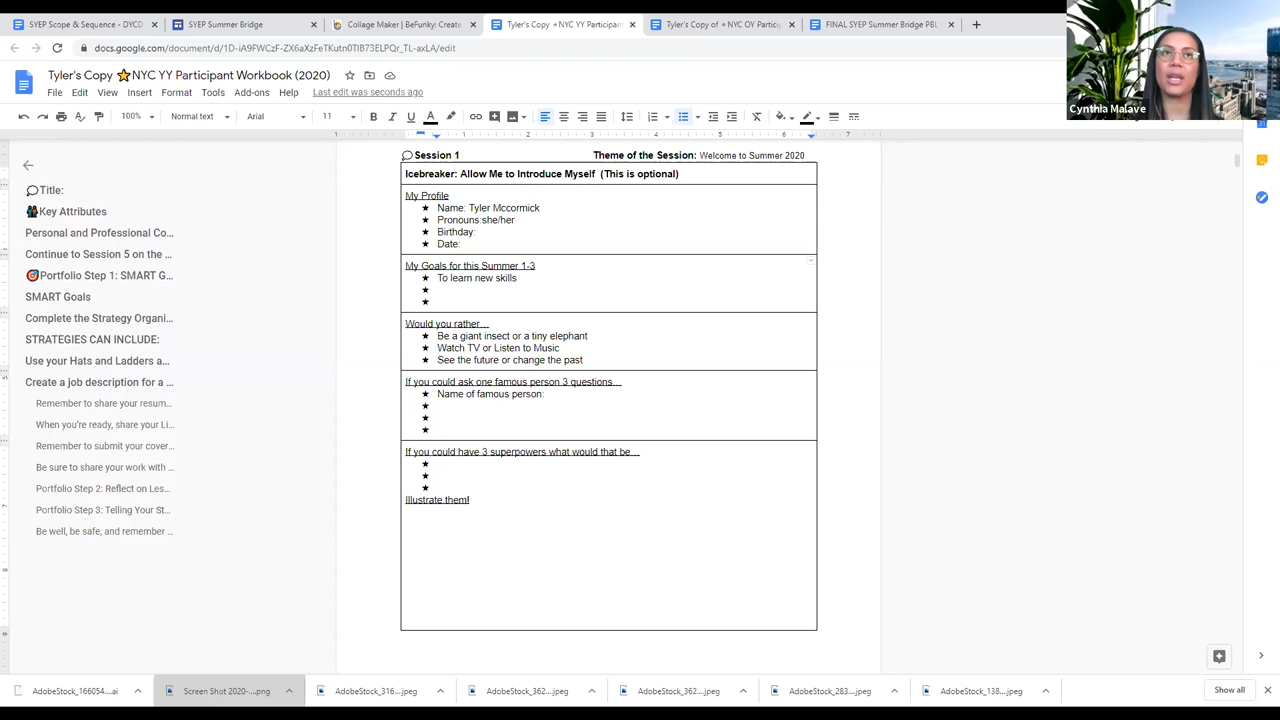 SYEP Scope & Sequence - DYCD
SYEP Summer Bridge
Collage Maker | BeFunky: Create
Tyler's Copy ⭐NYC YY Participant
Tyler's Copy of ⭐NYC OY Partic
FINAL SYEP Summer Bridge PBL
docs.google.com/document/d/1D-iA9FWCzF-ZX6aXzFeTKutn0TI873ELPQr_TL-axLA/edit
Tyler's Copy ⭐NYC YY Participant Workbook (2020)
File Edit View Insert Format Tools Add-ons Help Last edit was seconds ago
100% Normal text Arial 11
Cynthia Malave
1 1 2 3 4 5 6 7
Title:
Key Attributes
Personal and Professional Co...
Continue to Session 5 on the ...
Portfolio Step 1: SMART G...
SMART Goals
Complete the Strategy Organi...
STRATEGIES CAN INCLUDE:
Use your Hats and Ladders a...
Create a job description for a ...
Remember to share your resum...
When you're ready, share your Li...
Remember to submit your cover...
Be sure to share your work with ...
Portfolio Step 2: Reflect on Les...
Portfolio Step 3: Telling Your St...
Be well, be safe, and remember ...
Session 1 Theme of the Session: Welcome to Summer 2020
Icebreaker: Allow Me to Introduce Myself (This is optional)
My Profile
★ Name: Tyler Mccormick
★ Pronouns:she/her
★ Birthday:
★ Date:
My Goals for this Summer 1-3
★ To learn new skills
★
★
Would you rather...
★ Be a giant insect or a tiny elephant
★ Watch TV or Listen to Music
★ See the future or change the past
If you could ask one famous person 3 questions...
★ Name of famous person:
★
★
★
If you could have 3 superpowers what would that be...
★
★
★
Illustrate them!
AdobeStock_166054....ai
Screen Shot 2020-....png
AdobeStock_316....jpeg
AdobeStock_362....jpeg
AdobeStock_362....jpeg
AdobeStock_283....jpeg
AdobeStock_138....jpeg
Show all